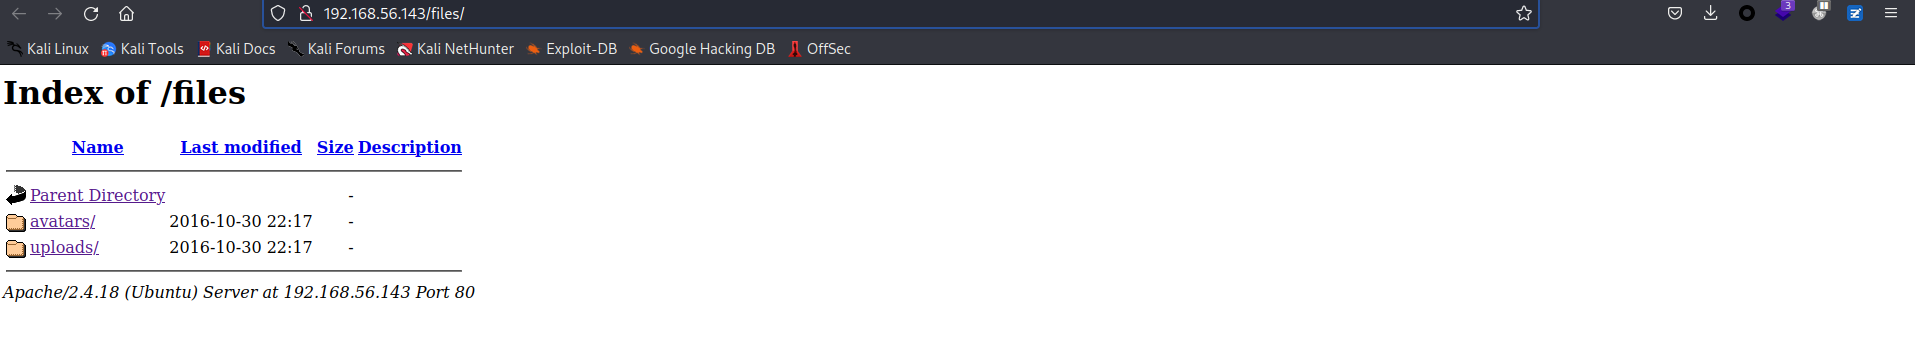 192.168.56.143/files/
3
Kali Linux Kali Tools Kali Docs Kali Forums Kali NetHunter Exploit-DB Google Hacking DB OffSec
Index of /files
Name Last modified Size Description
Parent Directory -
avatars/ 2016-10-30 22:17 -
uploads/ 2016-10-30 22:17 -
Apache/2.4.18 (Ubuntu) Server at 192.168.56.143 Port 80